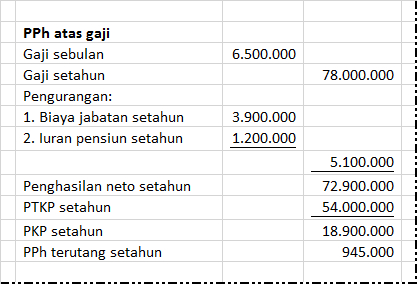 PPh atas gaji
Gaji sebulan 6.500.000
Gaji setahun 78.000.000
Pengurangan:
1. Biaya jabatan setahun 3.900.000
2. Iuran pensiun setahun 1.200.000
5.100.000
Penghasilan neto setahun 72.900.000
PTKP setahun 54.000.000
PKP setahun 18.900.000
PPh terutang setahun 945.000